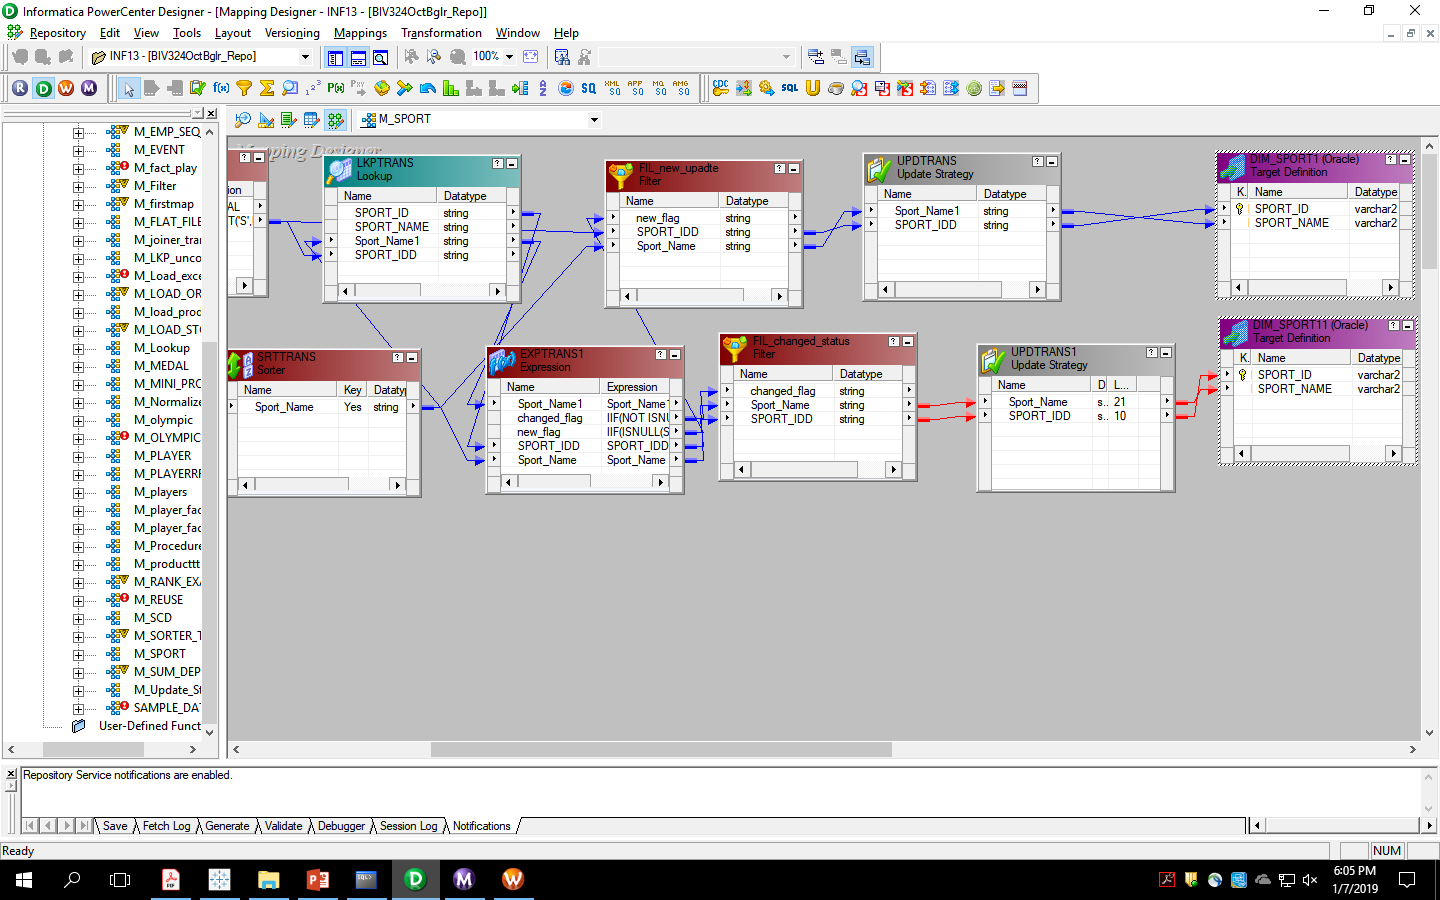 Informatica PowerCenter Designer - [Mapping Designer - INF13 - [BIV324OctBglr_Repo]]
Repository Edit View Tools Layout Versioning Mappings Transformation Window Help
INF13 - [BIV324OctBglr_Repo]
100%
M_SPORT
Mapping Designer
M_EMP_SEQ
M_EVENT
M_fact_play
M_Filter
M_firstmap
M_FLAT_FILE
M_joiner_tran
M_LKP_unco
M_Load_exce
M_LOAD_OR
M_load_prod
M_LOAD_STO
M_Lookup
M_MEDAL
M_MINI_PRO
M_Normalize
M_olympic
M_OLYMPIC
M_PLAYER
M_PLAYERRF
M_players
M_player_fac
M_player_fac
M_Procedure
M_producttt
M_RANK_EXA
M_REUSE
M_SCD
M_SORTER_T
M_SPORT
M_SUM_DEP
M_Update_St
SAMPLE_DAT
User-Defined Funct
ion
AL
T('S',
LKPTRANS
Lookup
Name Datatype
SPORT_ID string
SPORT_NAME string
Sport_Name1 string
SPORT_IDD string
FIL_new_upadte
Filter
Name Datatype
new_flag string
SPORT_IDD string
Sport_Name string
UPDTRANS
Update Strategy
Name Datatype
Sport_Name1 string
SPORT_IDD string
DIM_SPORT1 (Oracle)
Target Definition
K. Name Datatype
SPORT_ID varchar2
SPORT_NAME varchar2
SRTTRANS
Sorter
Name Key Datatyp
Sport_Name Yes string
EXPTRANS1
Expression
Name Expression
Sport_Name1 Sport_Name1
changed_flag IIF(NOT ISNU
new_flag IIF(ISNULL(S
SPORT_IDD SPORT_IDD
Sport_Name Sport_Name
FIL_changed_status
Filter
Name Datatype
changed_flag string
Sport_Name string
SPORT_IDD string
UPDTRANS1
Update Strategy
Name D L...
Sport_Name s.. 21
SPORT_IDD s.. 10
DIM_SPORT11 (Oracle)
Target Definition
K. Name Datatype
SPORT_ID varchar2
SPORT_NAME varchar2
Repository Service notifications are enabled.
Save Fetch Log Generate Validate Debugger Session Log Notifications
Ready
NUM
6:05 PM
1/7/2019